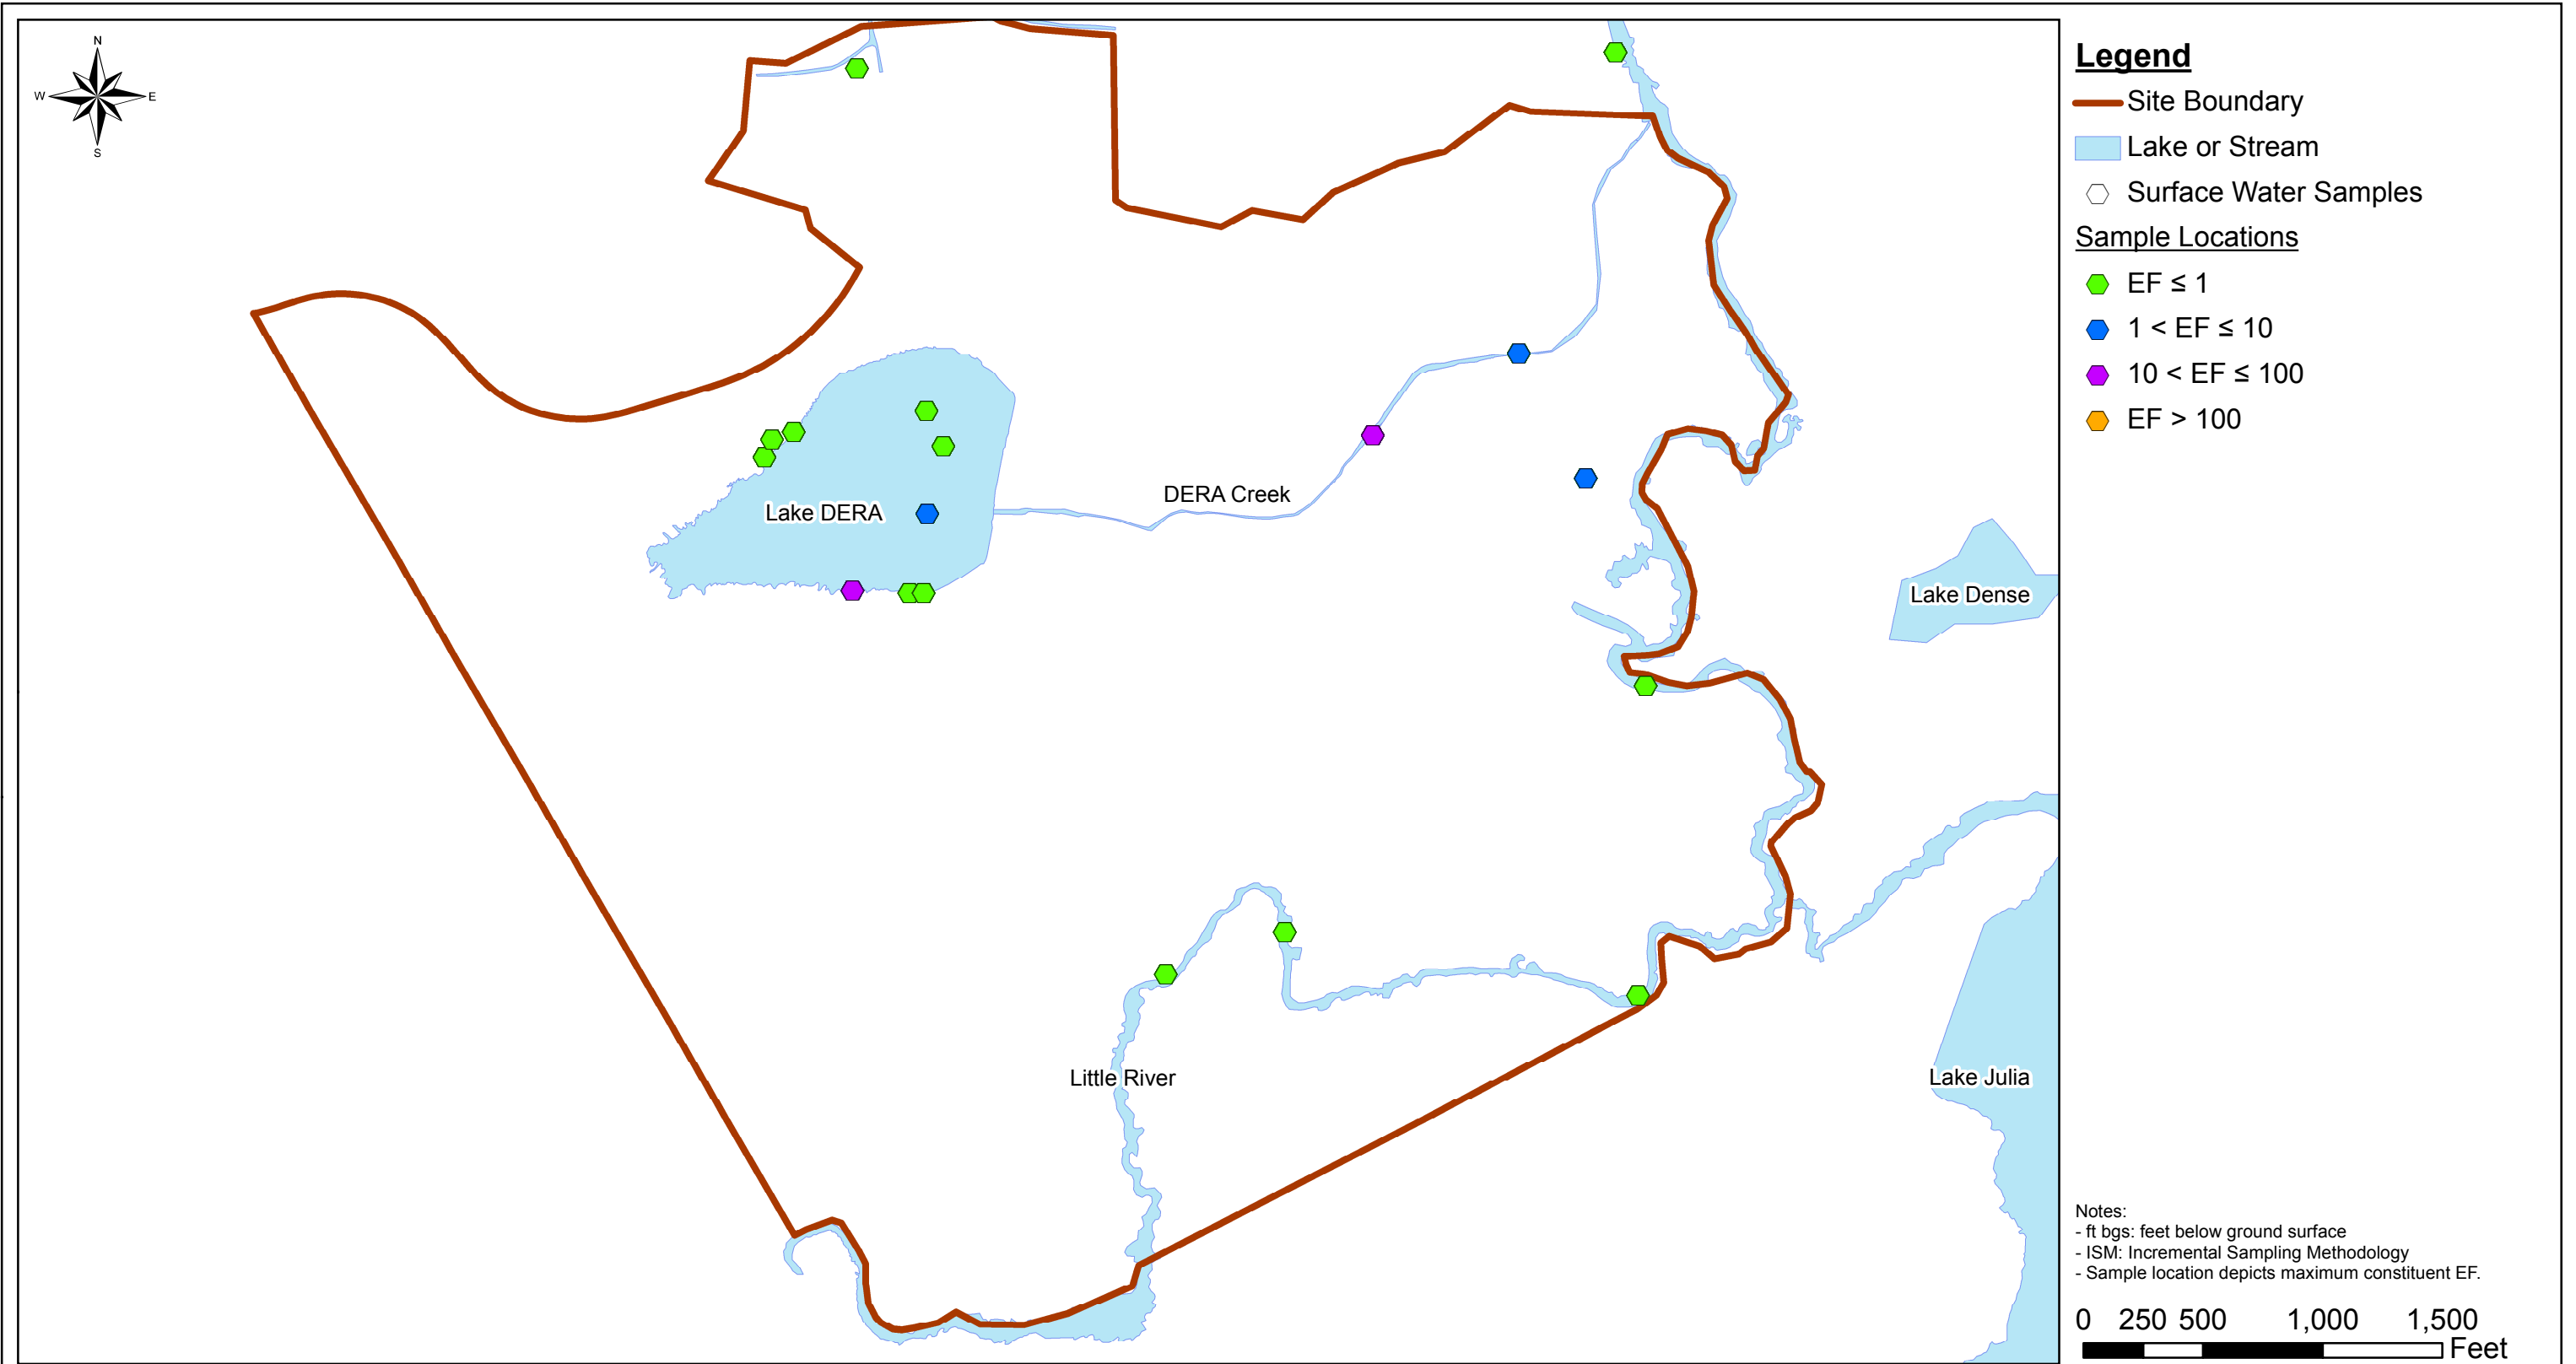 N
W E
S
Lake DERA
DERA Creek
Lake Dense
Little River
Lake Julia
Legend
Site Boundary
Lake or Stream
Surface Water Samples
Sample Locations
EF ≤ 1
1 < EF ≤ 10
10 < EF ≤ 100
EF > 100
Notes:
- ft bgs: feet below ground surface
- ISM: Incremental Sampling Methodology
- Sample location depicts maximum constituent EF.
0 250 500 1,000 1,500
Feet